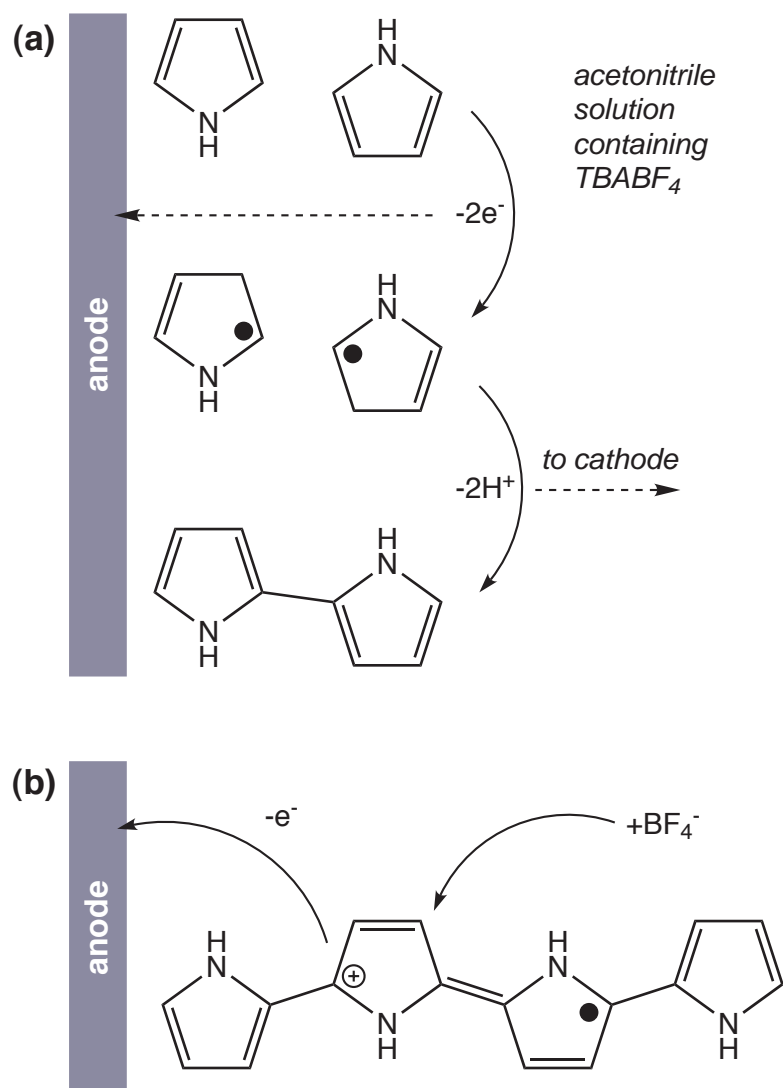 (a)
H
N
acetonitrile
solution
containing
TBABF₄
N
H
-2e⁻
anode
H
N
N
H
to cathode
-2H⁺
H
N
N
H
(b)
-e⁻
+BF₄⁻
anode
H
N
+
H
N
N
H
N
H